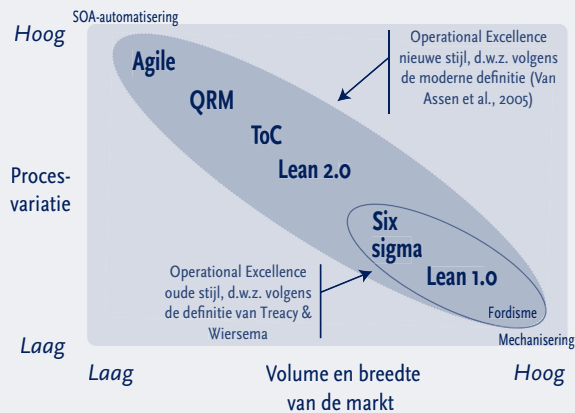 SOA-automatisering
Hoog
Operational Excellence
nieuwe stijl, d.w.z. volgens
de moderne definitie (Van
Assen et al., 2005)
Agile
QRM
ToC
Lean 2.0
Proces-
variatie
Six
sigma
Lean 1.0
Operational Excellence
oude stijl, d.w.z. volgens
de definitie van Treacy &
Wiersema
Fordisme
Mechanisering
Laag
Laag
Volume en breedte
van de markt
Hoog